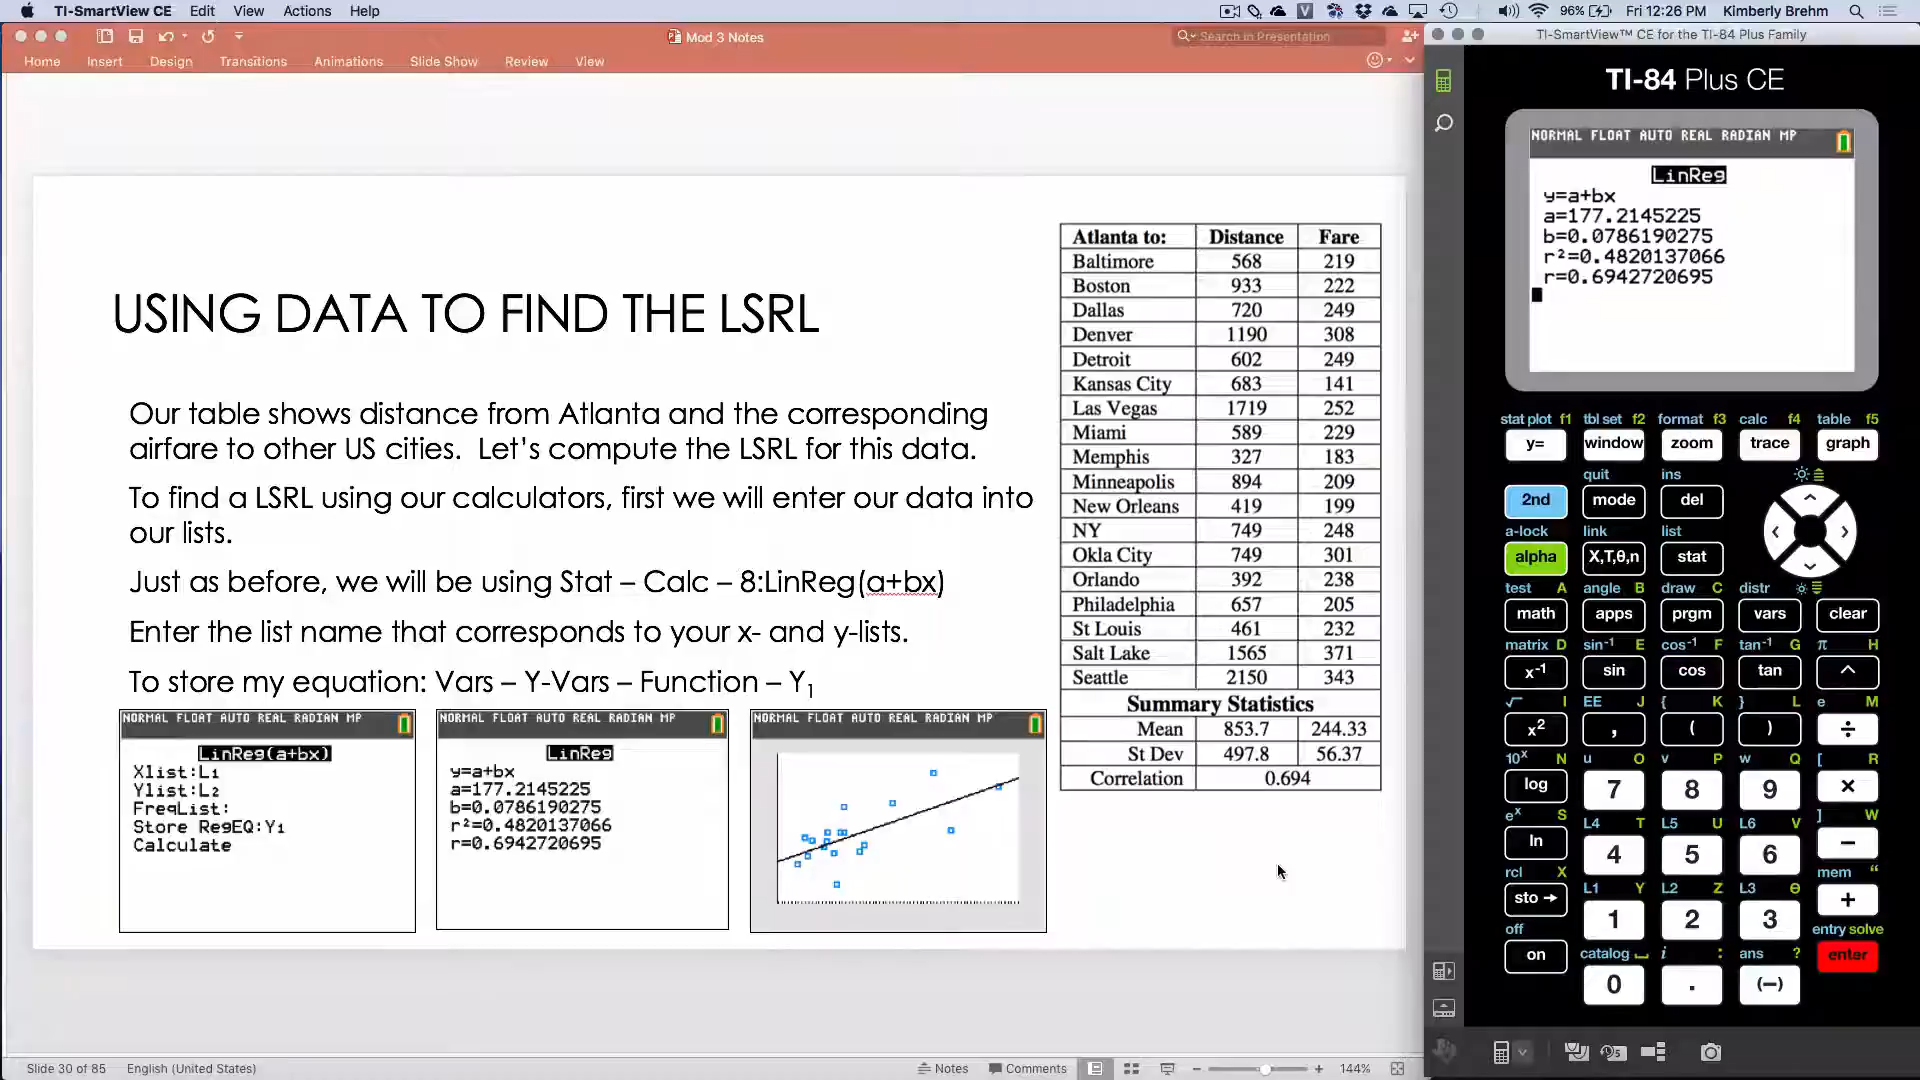 TI-SmartView CE Edit View Actions Help
96% Fri 12:26 PM Kimberly Brehm
Mod 3 Notes
Search in Presentation
Home Insert Design Transitions Animations Slide Show Review View
USING DATA TO FIND THE LSRL
Our table shows distance from Atlanta and the corresponding
airfare to other US cities. Let's compute the LSRL for this data.
To find a LSRL using our calculators, first we will enter our data into
our lists.
Just as before, we will be using Stat – Calc – 8:LinReg(a+bx)
Enter the list name that corresponds to your x- and y-lists.
To store my equation: Vars – Y-Vars – Function – Y₁
NORMAL FLOAT AUTO REAL RADIAN MP
LinReg(a+bx)
Xlist:L₁
Ylist:L₂
FreqList:
Store RegEQ:Y₁
Calculate
NORMAL FLOAT AUTO REAL RADIAN MP
LinReg
y=a+bx
a=177.2145225
b=0.0786190275
r²=0.4820137066
r=0.6942720695
NORMAL FLOAT AUTO REAL RADIAN MP
Atlanta to: Distance Fare
Baltimore 568 219
Boston 933 222
Dallas 720 249
Denver 1190 308
Detroit 602 249
Kansas City 683 141
Las Vegas 1719 252
Miami 589 229
Memphis 327 183
Minneapolis 894 209
New Orleans 419 199
NY 749 248
Okla City 749 301
Orlando 392 238
Philadelphia 657 205
St Louis 461 232
Salt Lake 1565 371
Seattle 2150 343
Summary Statistics
Mean 853.7 244.33
St Dev 497.8 56.37
Correlation 0.694
Slide 30 of 85 English (United States)
Notes Comments 144%
TI-SmartView™ CE for the TI-84 Plus Family
TI-84 Plus CE
NORMAL FLOAT AUTO REAL RADIAN MP
LinReg
y=a+bx
a=177.2145225
b=0.0786190275
r²=0.4820137066
r=0.6942720695
stat plot f1 tbl set f2 format f3 calc f4 table f5
y= window zoom trace graph
quit ins
2nd mode del
a-lock link list
alpha X,T,θ,n stat
test A angle B draw C distr
math apps prgm vars clear
matrix D sin⁻¹ E cos⁻¹ F tan⁻¹ G π H
x⁻¹ sin cos tan ^
√ I EE J { K } L e M
x² , ( ) ÷
10ˣ N u O v P w Q [ R
log 7 8 9 ×
eˣ S L4 T L5 U L6 V ] W
ln 4 5 6 −
rcl X L1 Y L2 Z L3 θ mem "
sto → 1 2 3 +
off catalog i : ans ? entry solve
on 0 . (−) enter